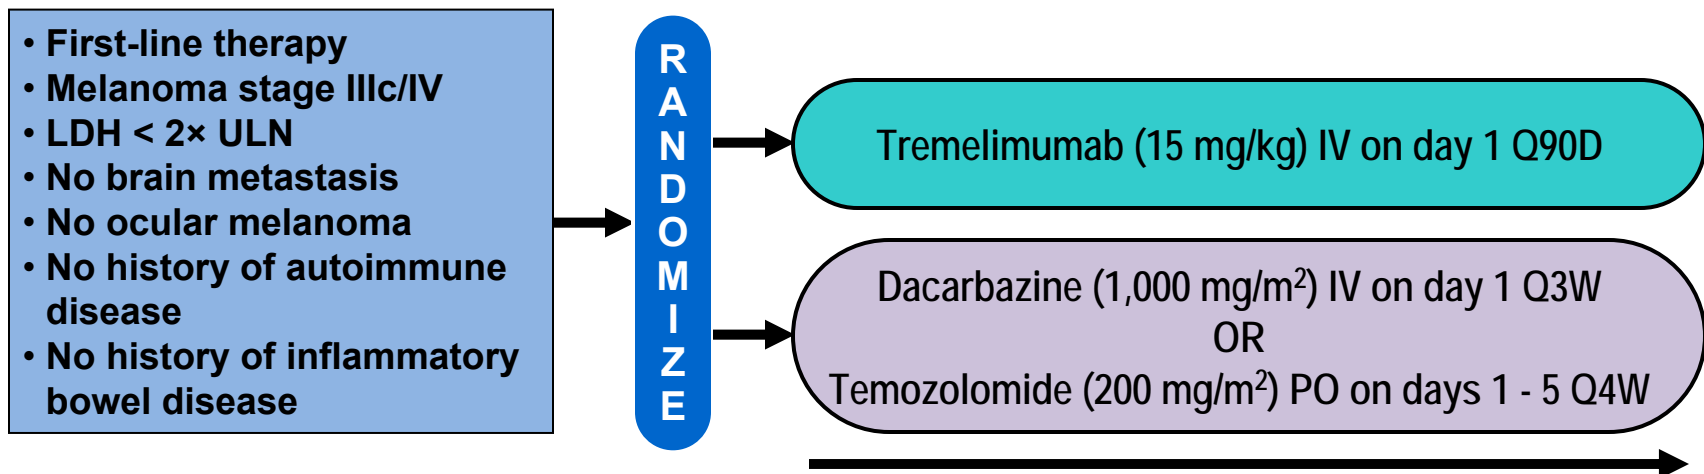 • First-line therapy
• Melanoma stage IIIc/IV
• LDH < 2× ULN
• No brain metastasis
• No ocular melanoma
• No history of autoimmune
disease
• No history of inflammatory
bowel disease
RANDOMIZE
Tremelimumab (15 mg/kg) IV on day 1 Q90D
Dacarbazine (1,000 mg/m²) IV on day 1 Q3W
OR
Temozolomide (200 mg/m²) PO on days 1 - 5 Q4W